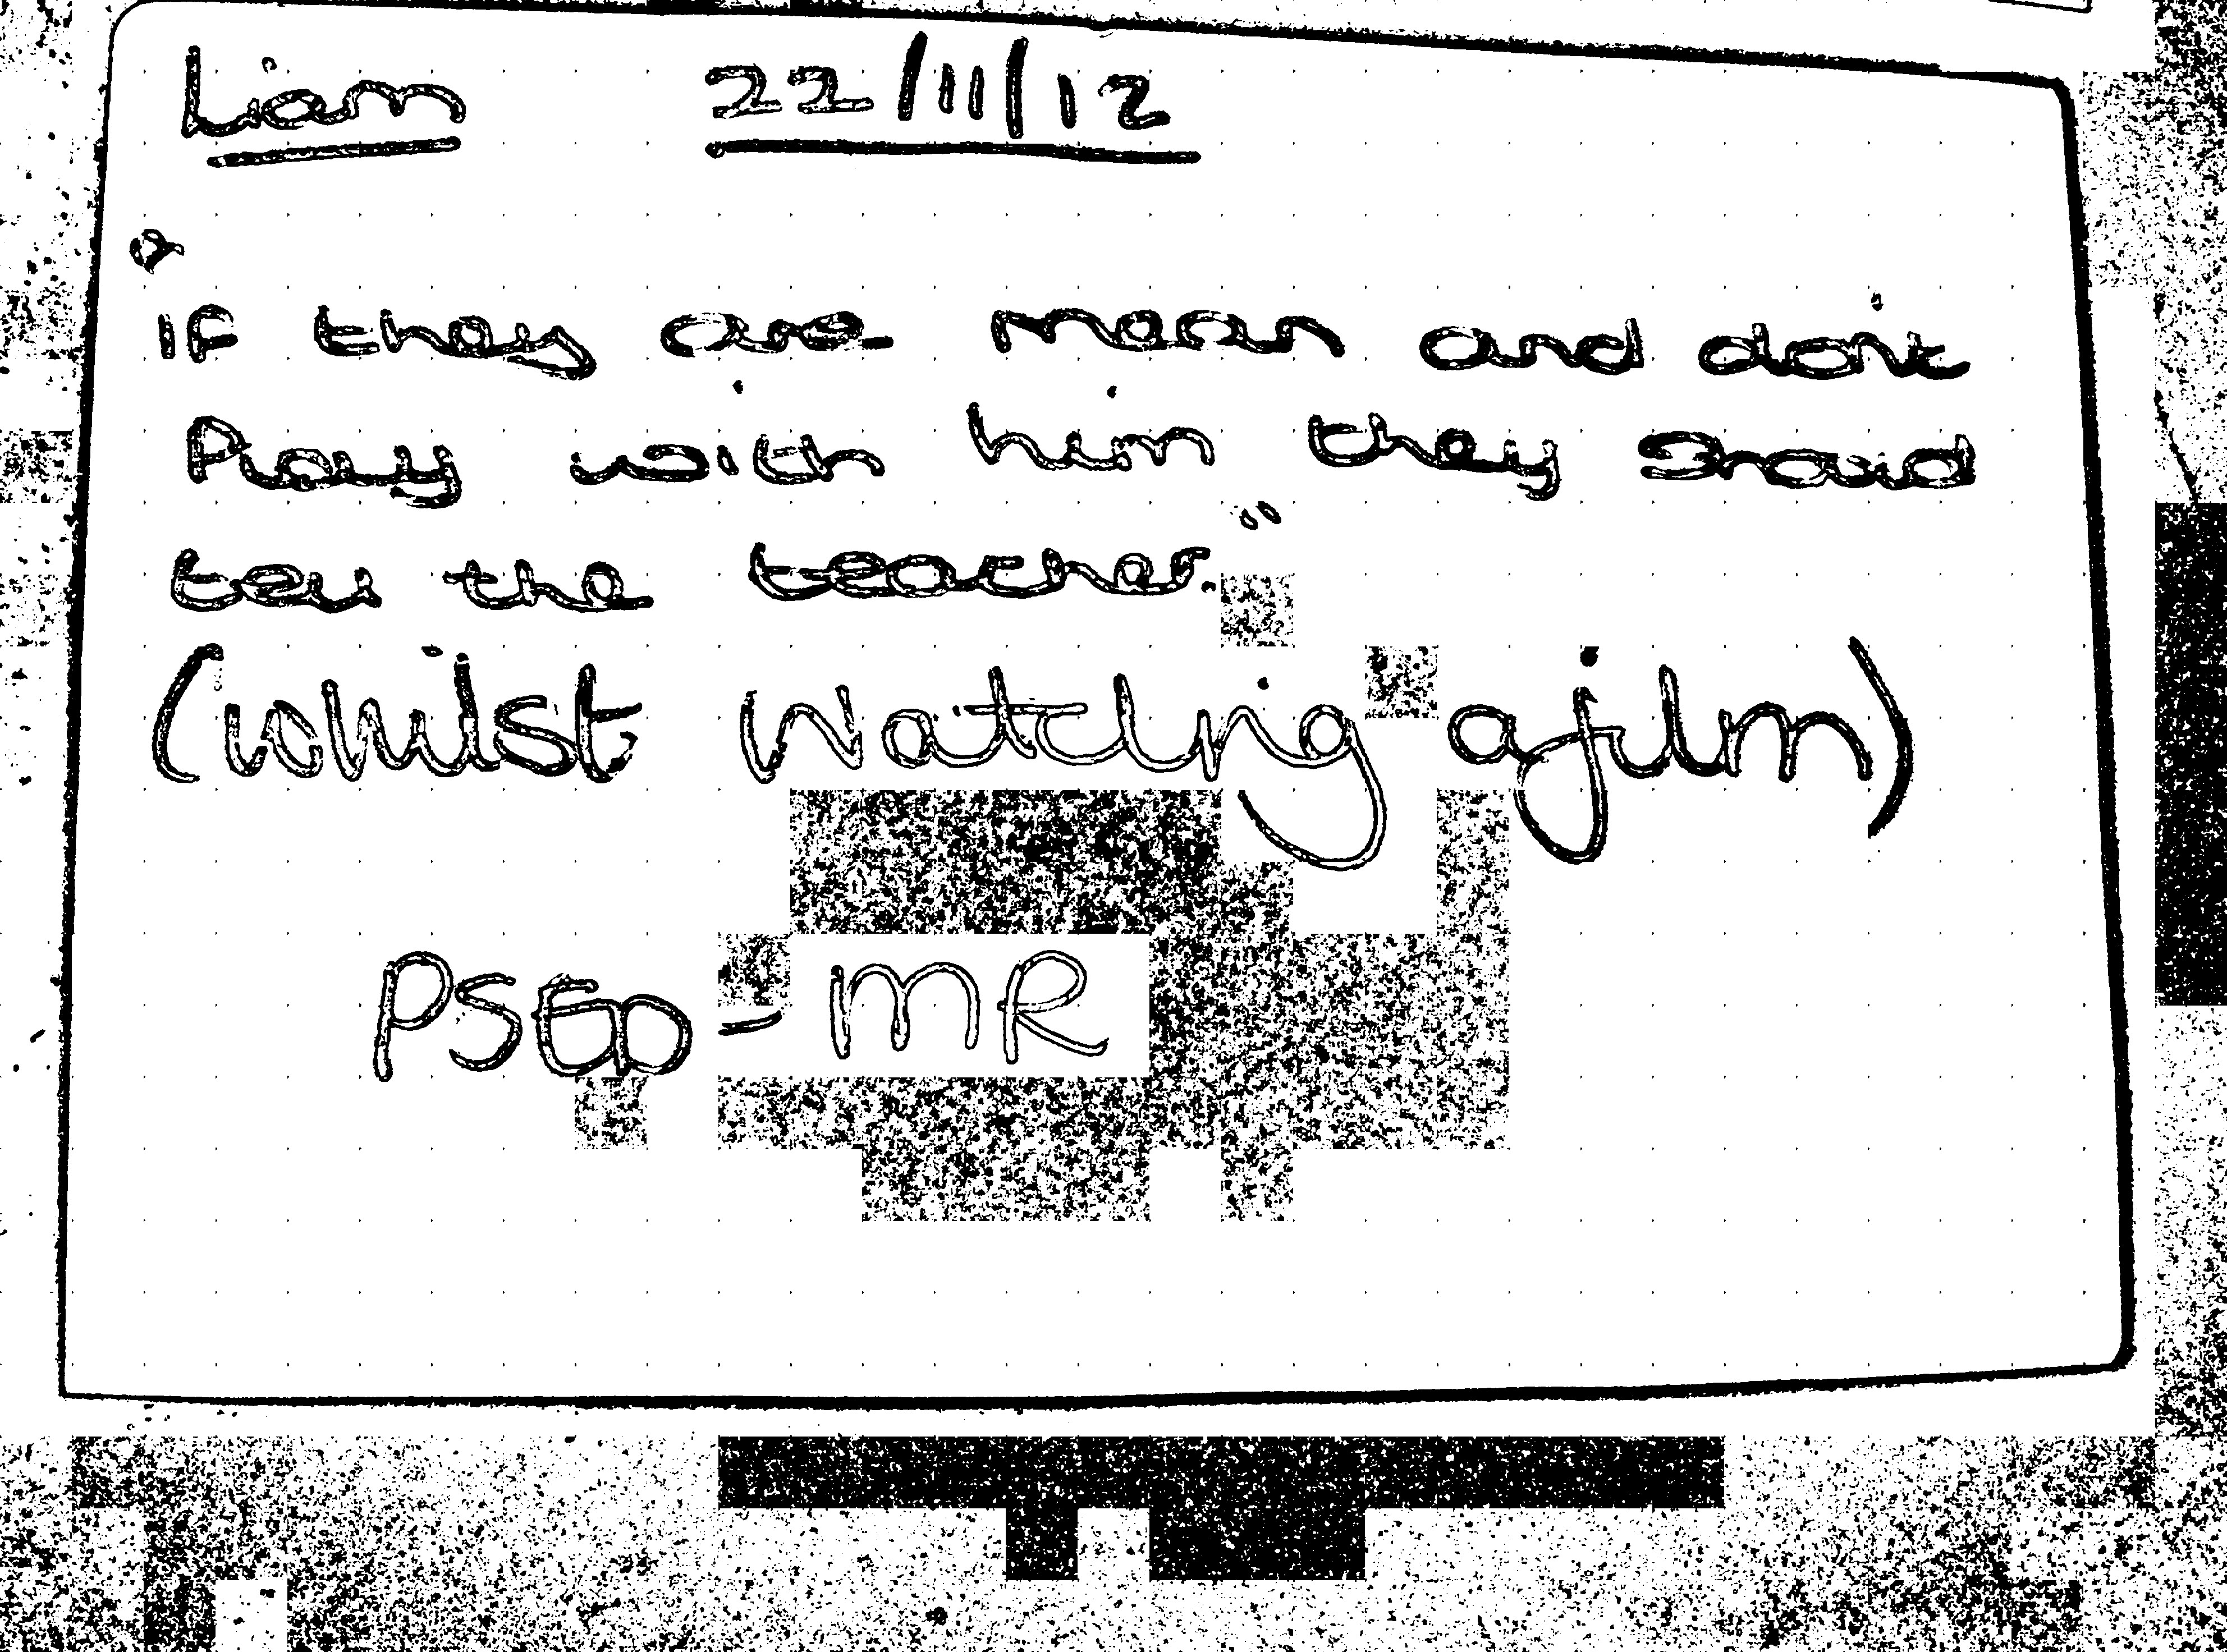 Liam 22/11/12
"If they are mean and don't
Play with him they should
tell the teacher."
(whilst watching a film)
PSED - MR